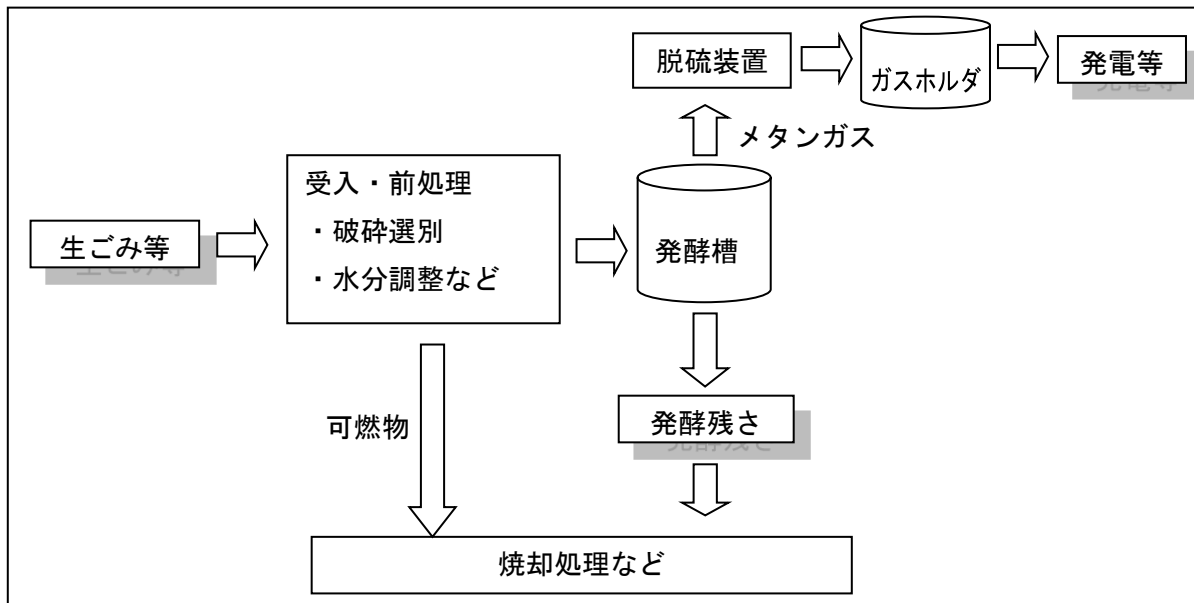 脱硫装置
ガスホルダ
発電等
メタンガス
受入・前処理
・破砕選別
・水分調整など
生ごみ等
発酵槽
可燃物
発酵残さ
焼却処理など